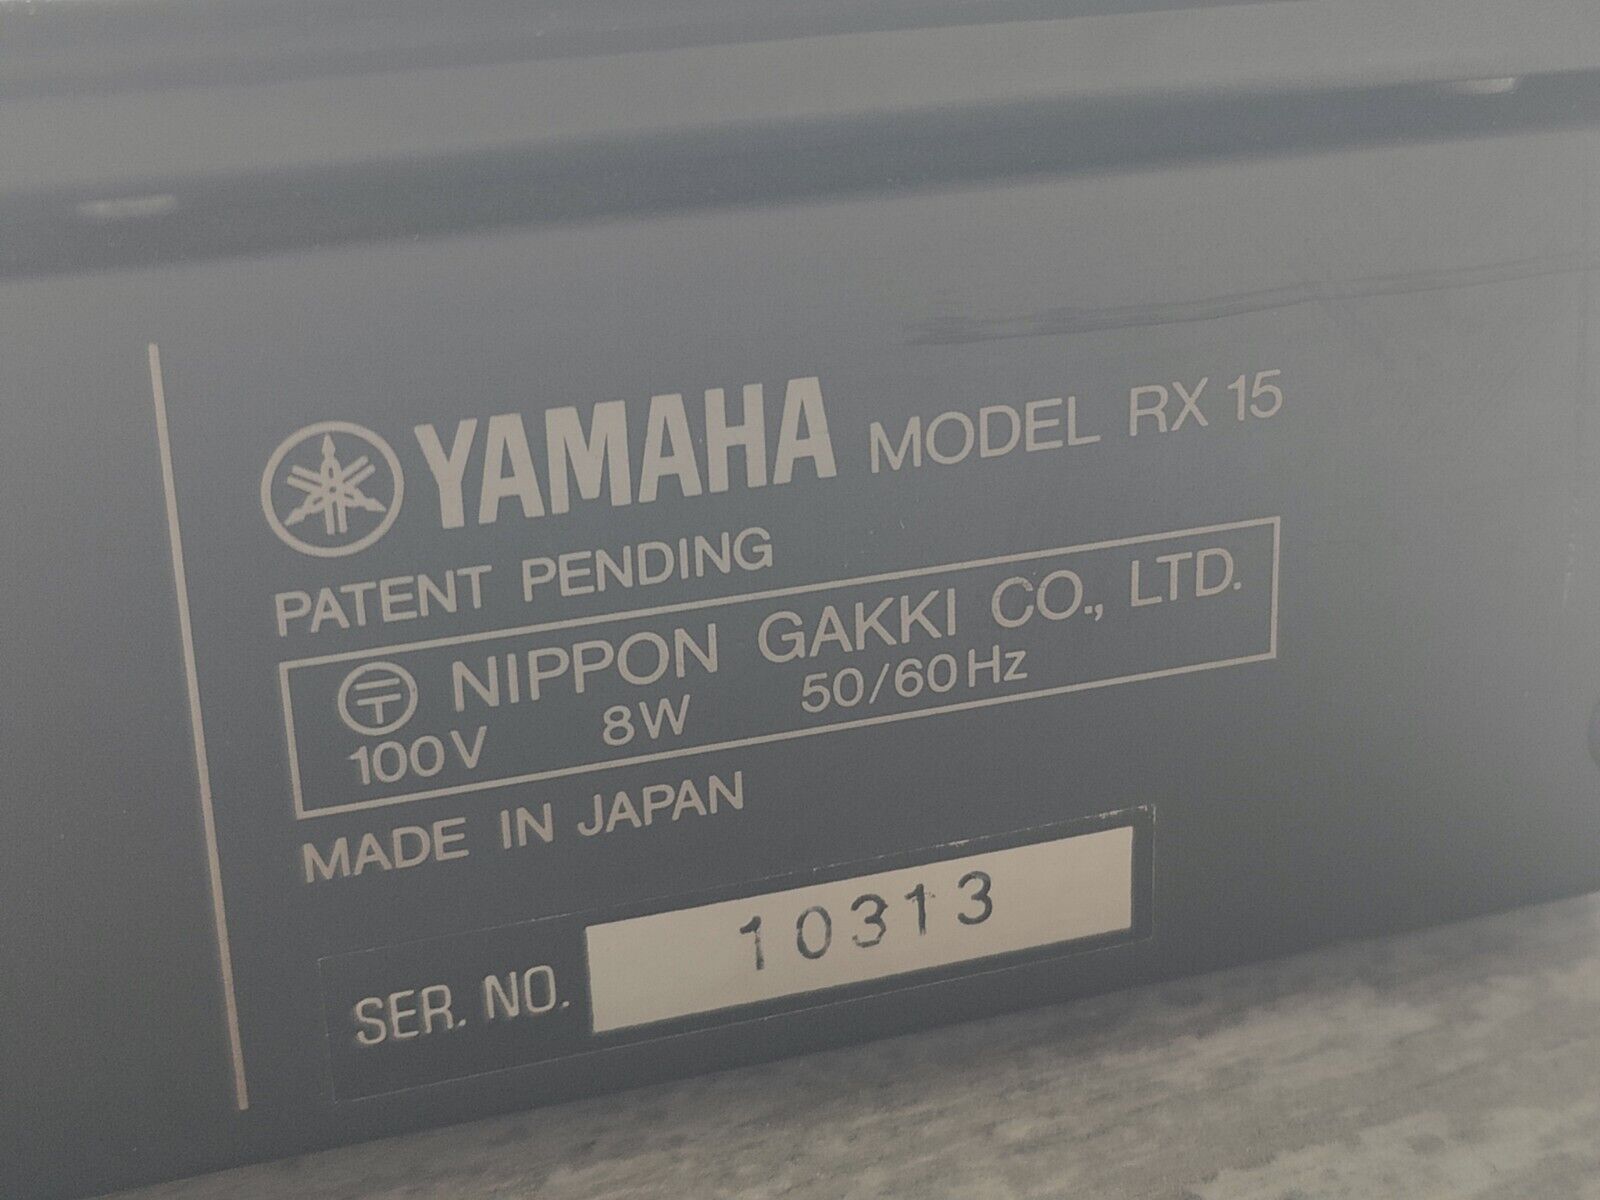 YAMAHA MODEL RX 15
PATENT PENDING
NIPPON GAKKI CO., LTD.
100V 8W 50/60Hz
MADE IN JAPAN
SER. NO. 10313